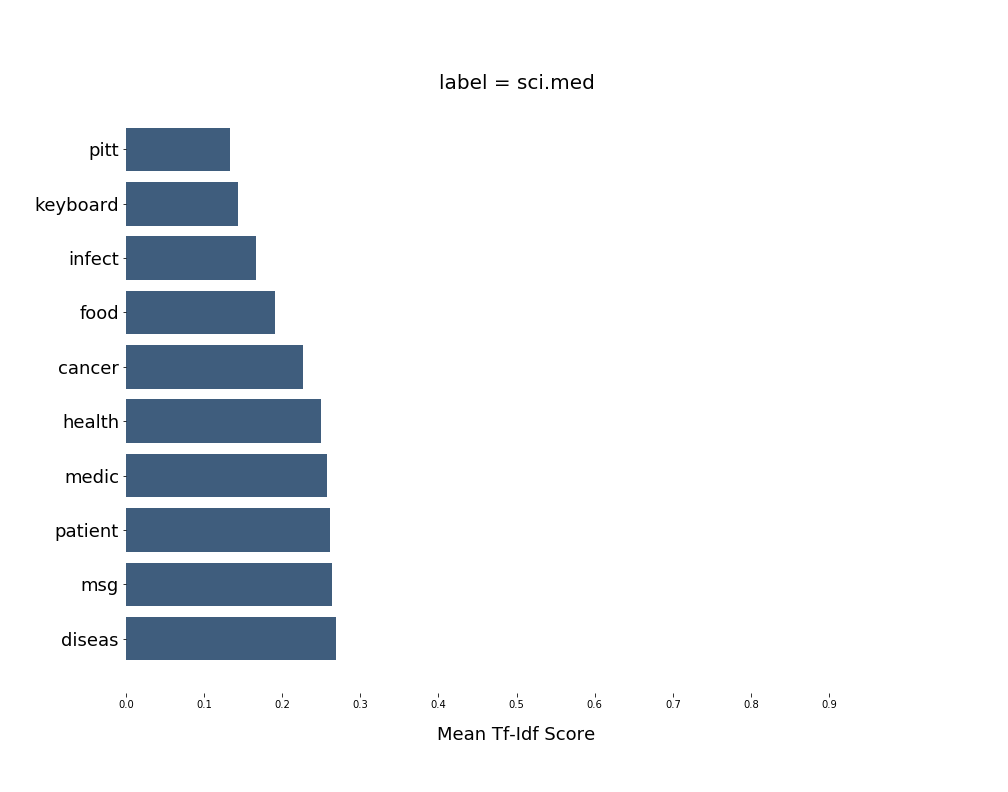 label = sci.med
pitt
keyboard
infect
food
cancer
health
medic
patient
msg
diseas
0.0 0.1 0.2 0.3 0.4 0.5 0.6 0.7 0.8 0.9
Mean Tf-Idf Score